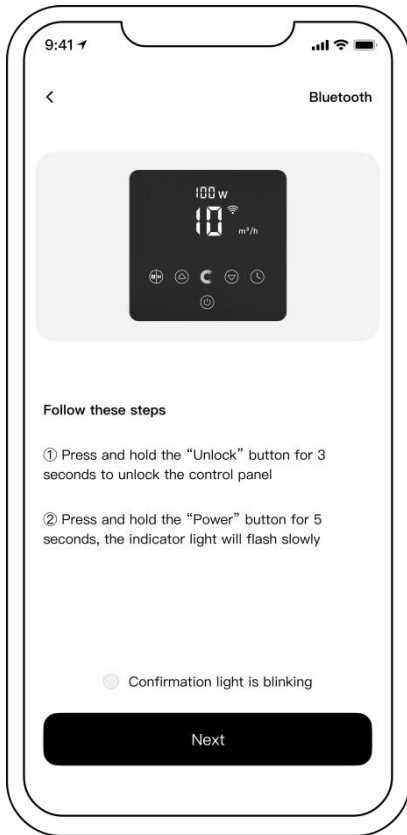 9:41
Bluetooth
100 w
10
m³/h
Follow these steps
① Press and hold the “Unlock” button for 3
seconds to unlock the control panel
② Press and hold the “Power” button for 5
seconds, the indicator light will flash slowly
Confirmation light is blinking
Next